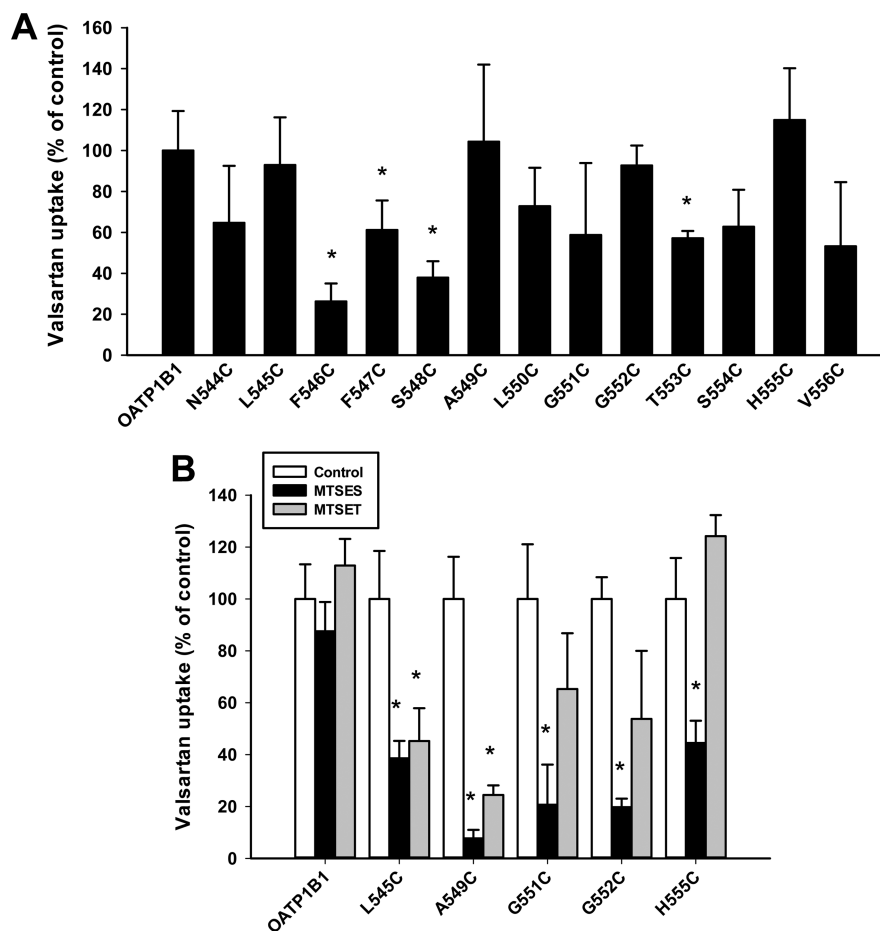 A
Valsartan uptake (% of control)
160
140
120
100
80
60
40
20
0
* * * *
OATP1B1 N544C L545C F546C F547C S548C A549C L550C G551C G552C T553C S554C H555C V556C
B
Control
MTSES
MTSET
Valsartan uptake (% of control)
140
120
100
80
60
40
20
0
* * * * * * *
OATP1B1 L545C A549C G551C G552C H555C